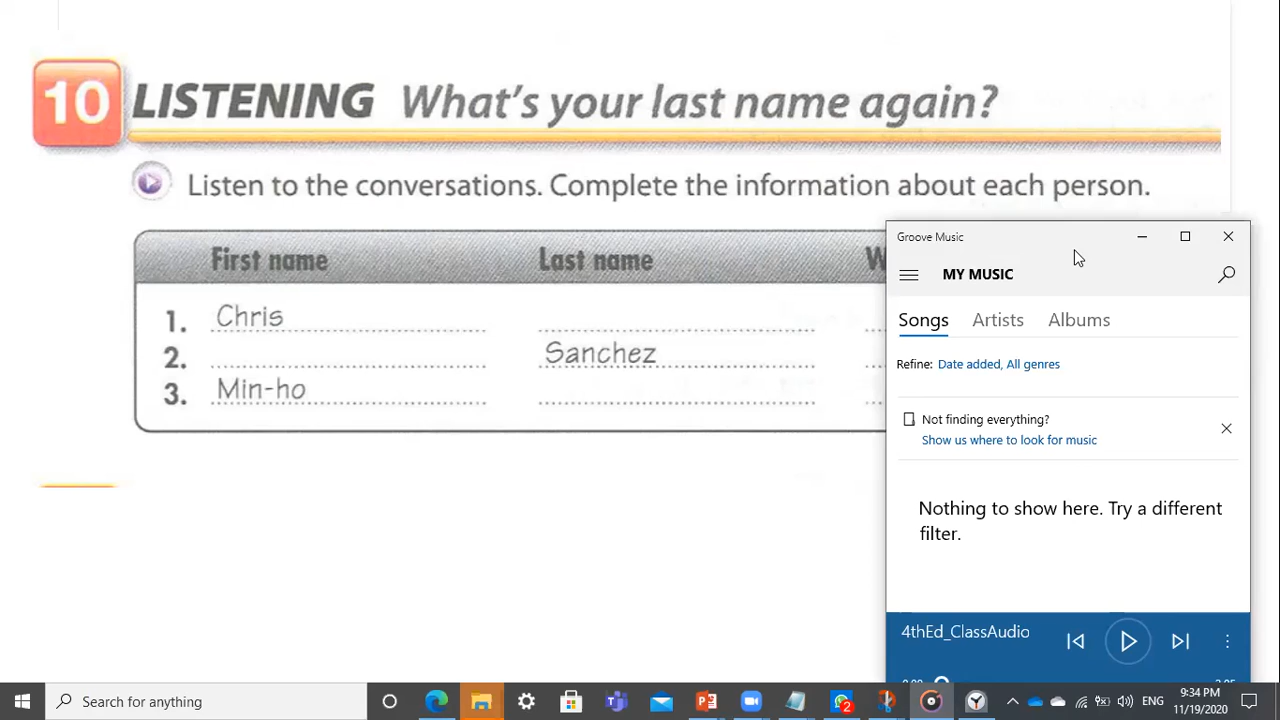 10 LISTENING What's your last name again?
Listen to the conversations. Complete the information about each person.
First name Last name W
1. Chris
2. Sanchez
3. Min-ho
Groove Music
MY MUSIC
Songs Artists Albums
Refine: Date added, All genres
Not finding everything?
Show us where to look for music
Nothing to show here. Try a different
filter.
4thEd_ClassAudio
Search for anything
2
ENG
9:34 PM
11/19/2020